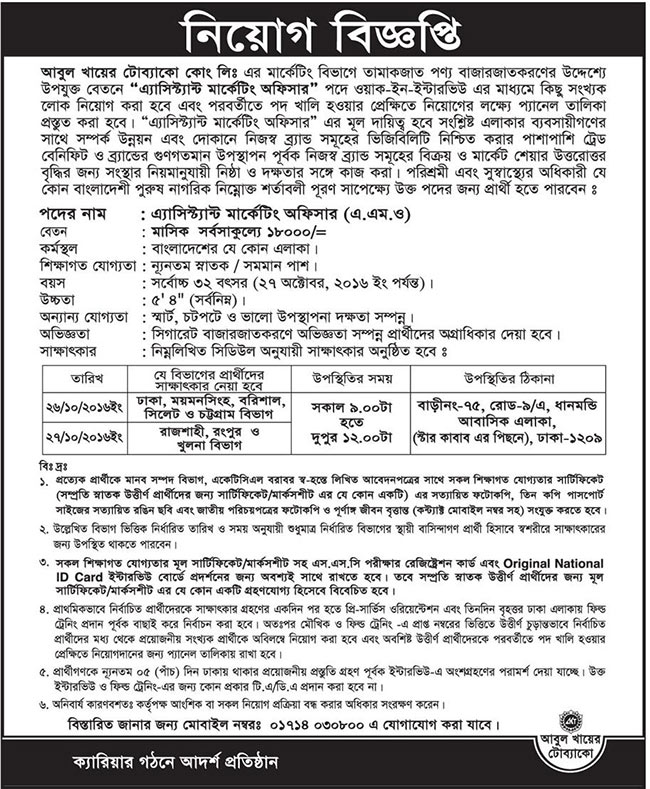 নিয়োগ বিজ্ঞপ্তি
আবুল খায়ের টোব্যাকো কোং লিঃ এর মার্কেটিং বিভাগে তামাকজাত পণ্য বাজারজাতকরণের উদ্দেশ্যে
উপযুক্ত বেতনে “এ্যাসিস্ট্যান্ট মার্কেটিং অফিসার” পদে ওয়াক-ইন-ইন্টারভিউ এর মাধ্যমে কিছু সংখ্যক
লোক নিয়োগ করা হবে এবং পরবর্তীতে পদ খালি হওয়ার প্রেক্ষিতে নিয়োগের লক্ষ্যে প্যানেল তালিকা
প্রস্তুত করা হবে। “এ্যাসিস্ট্যান্ট মার্কেটিং অফিসার” এর মূল দায়িত্ব হবে সংশ্লিষ্ট এলাকার ব্যবসায়ীগণের
সাথে সম্পর্ক উন্নয়ন এবং দোকানে নিজস্ব ব্র্যান্ড সমূহের ভিজিবিলিটি নিশ্চিত করার পাশাপাশি ট্রেড
বেনিফিট ও ব্র্যান্ডের গুণগতমান উপস্থাপন পূর্বক নিজস্ব ব্র্যান্ড সমূহের বিক্রয় ও মার্কেট শেয়ার উত্তরোত্তর
বৃদ্ধির জন্য সংস্থার নিয়মানুযায়ী নিষ্ঠা ও দক্ষতার সঙ্গে কাজ করা। পরিশ্রমী এবং সুস্বাস্থ্যের অধিকারী যে
কোন বাংলাদেশী পুরুষ নাগরিক নিম্নোক্ত শর্তাবলী পূরণ সাপেক্ষে উক্ত পদের জন্য প্রার্থী হতে পারবেন ঃ
পদের নাম : এ্যাসিস্ট্যান্ট মার্কেটিং অফিসার (এ.এম.ও)
বেতন : মাসিক সর্বসাকুল্যে ১৮০০০/=
কর্মস্থল : বাংলাদেশের যে কোন এলাকা।
শিক্ষাগত যোগ্যতা : ন্যূনতম স্নাতক / সমমান পাশ।
বয়স : সর্বোচ্চ ৩২ বৎসর (২৭ অক্টোবর, ২০১৬ ইং পর্যন্ত)।
উচ্চতা : ৫' ৪" (সর্বনিম্ন)।
অন্যান্য যোগ্যতা : স্মার্ট, চটপটে ও ভালো উপস্থাপনা দক্ষতা সম্পন্ন।
অভিজ্ঞতা : সিগারেট বাজারজাতকরণে অভিজ্ঞতা সম্পন্ন প্রার্থীদের অগ্রাধিকার দেয়া হবে।
সাক্ষাৎকার : নিম্নলিখিত সিডিউল অনুযায়ী সাক্ষাৎকার অনুষ্ঠিত হবে ঃ
তারিখ যে বিভাগের প্রার্থীদের সাক্ষাৎকার নেয়া হবে উপস্থিতির সময় উপস্থিতির ঠিকানা
২৬/১০/২০১৬ইং ঢাকা, ময়মনসিংহ, বরিশাল, সিলেট ও চট্টগ্রাম বিভাগ
২৭/১০/২০১৬ইং রাজশাহী, রংপুর ও খুলনা বিভাগ
সকাল ৯.০০টা
হতে
দুপুর ১২.০০টা
বাড়ীনং-৭৫, রোড-৯/এ, ধানমন্ডি
আবাসিক এলাকা,
(স্টার কাবাব এর পিছনে), ঢাকা-১২০৯
বিঃ দ্রঃ
১. প্রত্যেক প্রার্থীকে মানব সম্পদ বিভাগ, একেটিসিএল বরাবর স্ব-হস্তে লিখিত আবেদনপত্রের সাথে সকল শিক্ষাগত যোগ্যতার সার্টিফিকেট
(সম্প্রতি স্নাতক উত্তীর্ণ প্রার্থীদের জন্য সার্টিফিকেট/মার্কসশীট এর যে কোন একটি) এর সত্যায়িত ফটোকপি, তিন কপি পাসপোর্ট
সাইজের সত্যায়িত রঙিন ছবি এবং জাতীয় পরিচয়পত্রের ফটোকপি ও পূর্ণাঙ্গ জীবন বৃত্তান্ত (কন্ট্যাক্ট মোবাইল নম্বর সহ) সংযুক্ত করতে হবে।
২. উল্লেখিত বিভাগ ভিত্তিক নির্ধারিত তারিখ ও সময় অনুযায়ী শুধুমাত্র নির্ধারিত বিভাগের স্থায়ী বাসিন্দাগণ প্রার্থী হিসাবে স্বশরীরে সাক্ষাৎকারের
জন্য উপস্থিত থাকতে পারবেন।
৩. সকল শিক্ষাগত যোগ্যতার মূল সার্টিফিকেট/মার্কসশীট সহ এস.এস.সি পরীক্ষার রেজিষ্ট্রেশন কার্ড এবং Original National
ID Card ইন্টারভিউ বোর্ডে প্রদর্শনের জন্য অবশ্যই সাথে রাখতে হবে। তবে সম্প্রতি স্নাতক উত্তীর্ণ প্রার্থীদের জন্য মূল
সার্টিফিকেট/মার্কসশীট এর যে কোন একটি গ্রহণযোগ্য হিসেবে বিবেচিত হবে।
৪. প্রাথমিকভাবে নির্বাচিত প্রার্থীদেরকে সাক্ষাৎকার গ্রহণের একদিন পর হতে প্রি-সার্ভিস ওরিয়েন্টেশন এবং তিনদিন বৃহত্তর ঢাকা এলাকায় ফিল্ড
ট্রেনিং প্রদান পূর্বক বাছাই করে নির্বাচন করা হবে। অতঃপর মৌখিক ও ফিল্ড ট্রেনিং -এ প্রাপ্ত নম্বরের ভিত্তিতে উত্তীর্ণ চূড়ান্তভাবে নির্বাচিত
প্রার্থীদের মধ্য থেকে প্রয়োজনীয় সংখ্যক প্রার্থীকে অবিলম্বে নিয়োগ করা হবে এবং অবশিষ্ট উত্তীর্ণ প্রার্থীদেরকে পরবর্তীতে পদ খালি হওয়ার
প্রেক্ষিতে নিয়োগদানের জন্য প্যানেল তালিকায় রাখা হবে।
৫. প্রার্থীগণকে ন্যূনতম ০৫ (পাঁচ) দিন ঢাকায় থাকার প্রয়োজনীয় প্রস্তুতি গ্রহণ পূর্বক ইন্টারভিউ-এ অংশগ্রহণের পরামর্শ দেয়া যাচ্ছে। উক্ত
ইন্টারভিউ ও ফিল্ড ট্রেনিং-এর জন্য কোন প্রকার টি.এ/ডি.এ প্রদান করা হবে না।
৬. অনিবার্য কারণবশতঃ কর্তৃপক্ষ আংশিক বা সকল নিয়োগ প্রক্রিয়া বন্ধ করার অধিকার সংরক্ষণ করেন।
বিস্তারিত জানার জন্য মোবাইল নম্বরঃ ০১৭১৪ ০৩০৮০০ এ যোগাযোগ করা যাবে।
AKT
আবুল খায়ের
টোব্যাকো
ক্যারিয়ার গঠনে আদর্শ প্রতিষ্ঠান